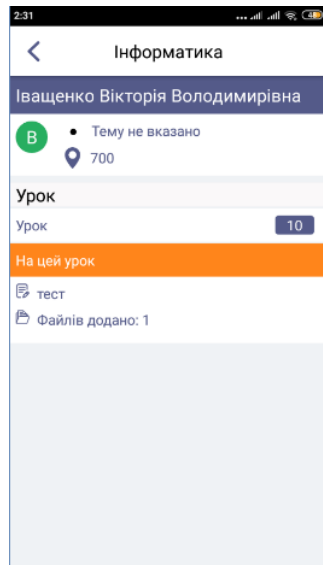 2:31
Інформатика
Іващенко Вікторія Володимирівна
В
Тему не вказано
700
Урок
Урок
10
На цей урок
тест
Файлів додано: 1